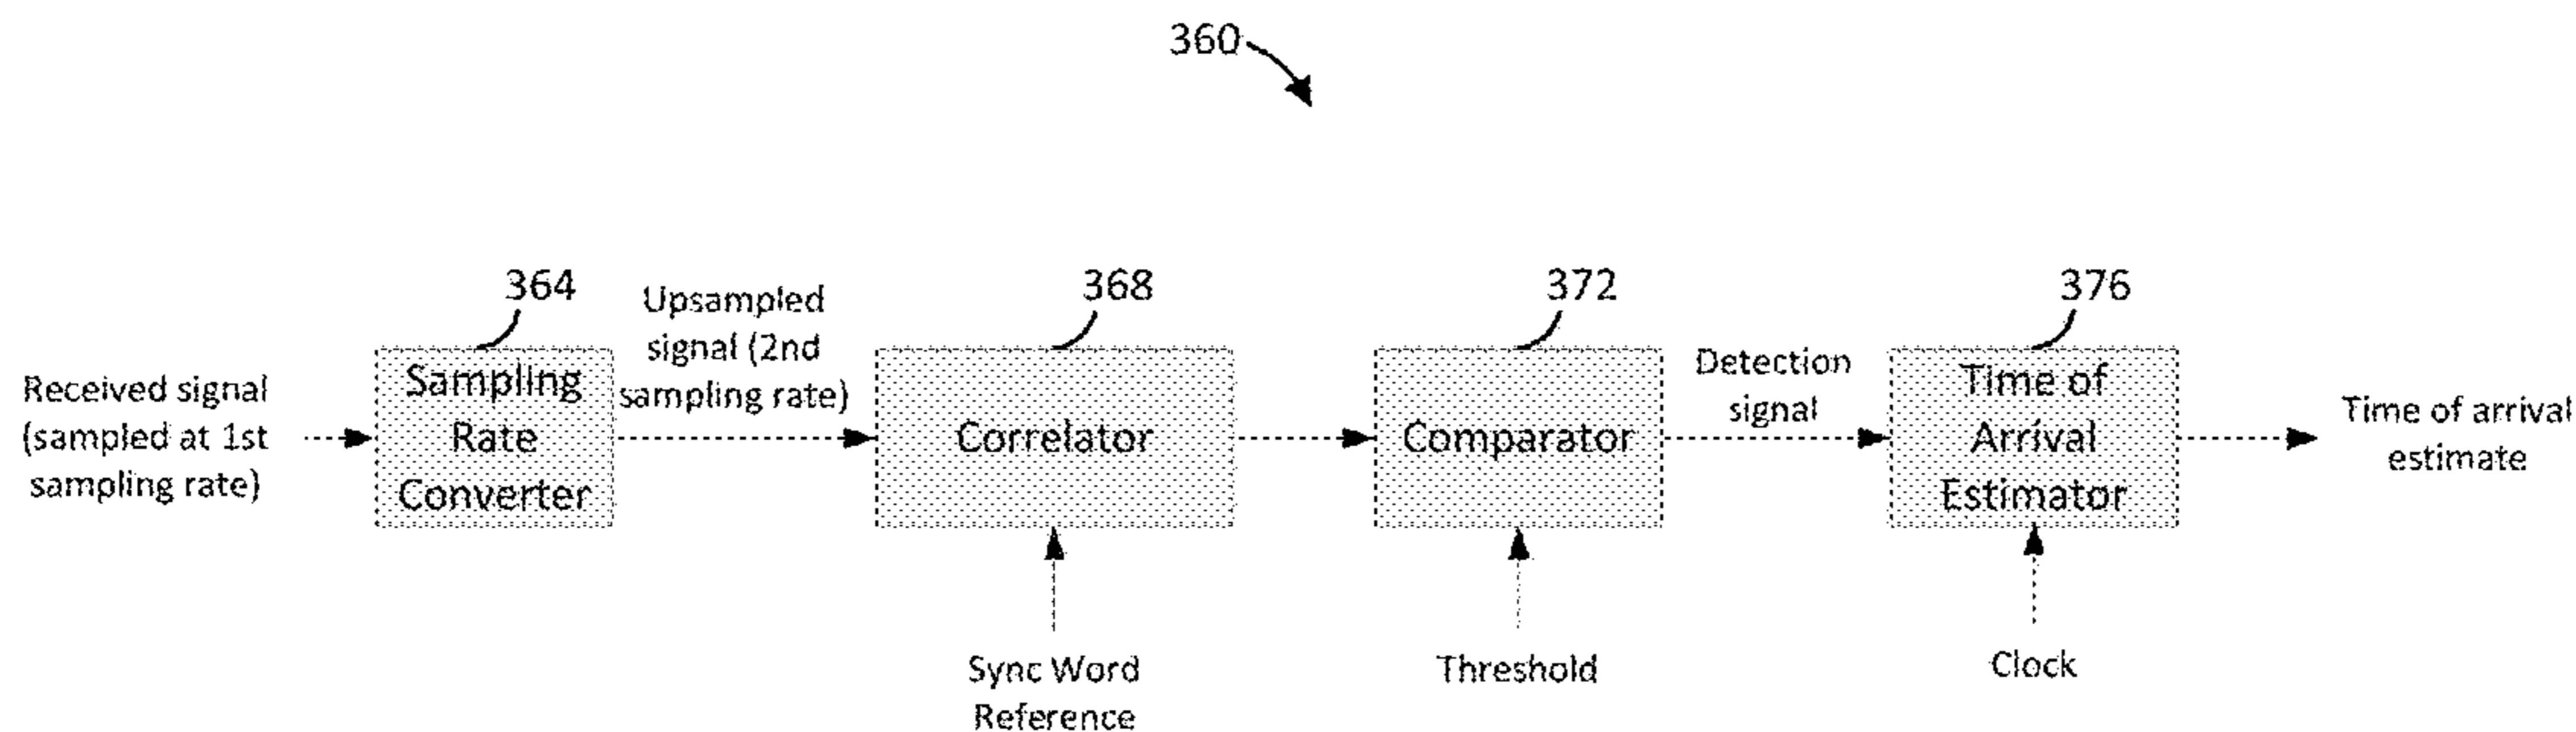 360
364
Upsampled
signal (2nd
sampling rate)
368
372
Detection
signal
376
Received signal
(sampled at 1st
sampling rate)
Sampling
Rate
Converter
Correlator
Comparator
Time of
Arrival
Estimator
Time of arrival
estimate
Sync Word
Reference
Threshold
Clock